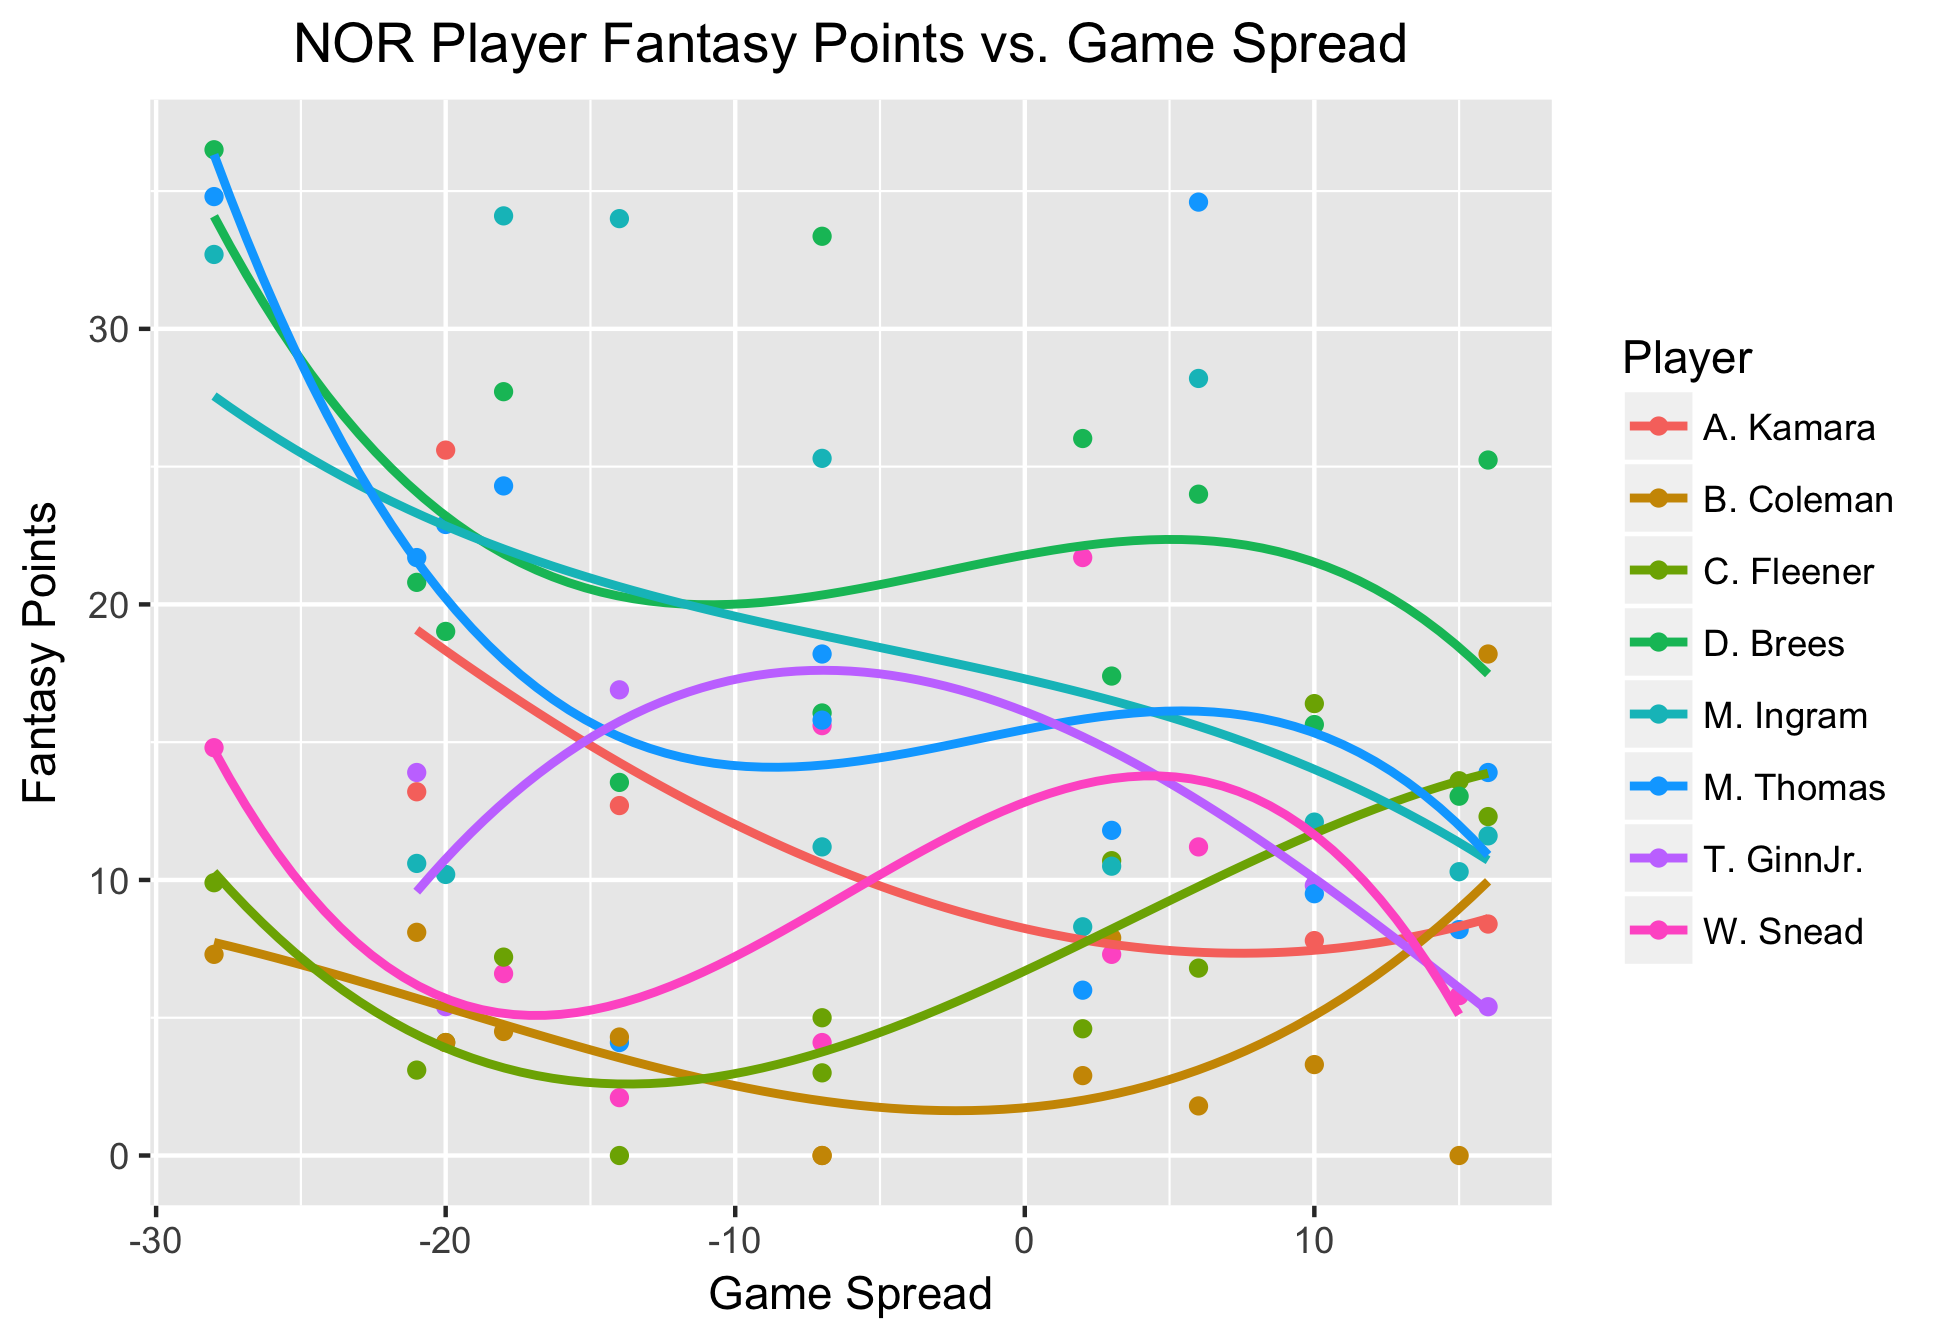 NOR Player Fantasy Points vs. Game Spread
Fantasy Points
30
20
10
0
-30
-20
-10
0
10
Game Spread
Player
A. Kamara
B. Coleman
C. Fleener
D. Brees
M. Ingram
M. Thomas
T. GinnJr.
W. Snead